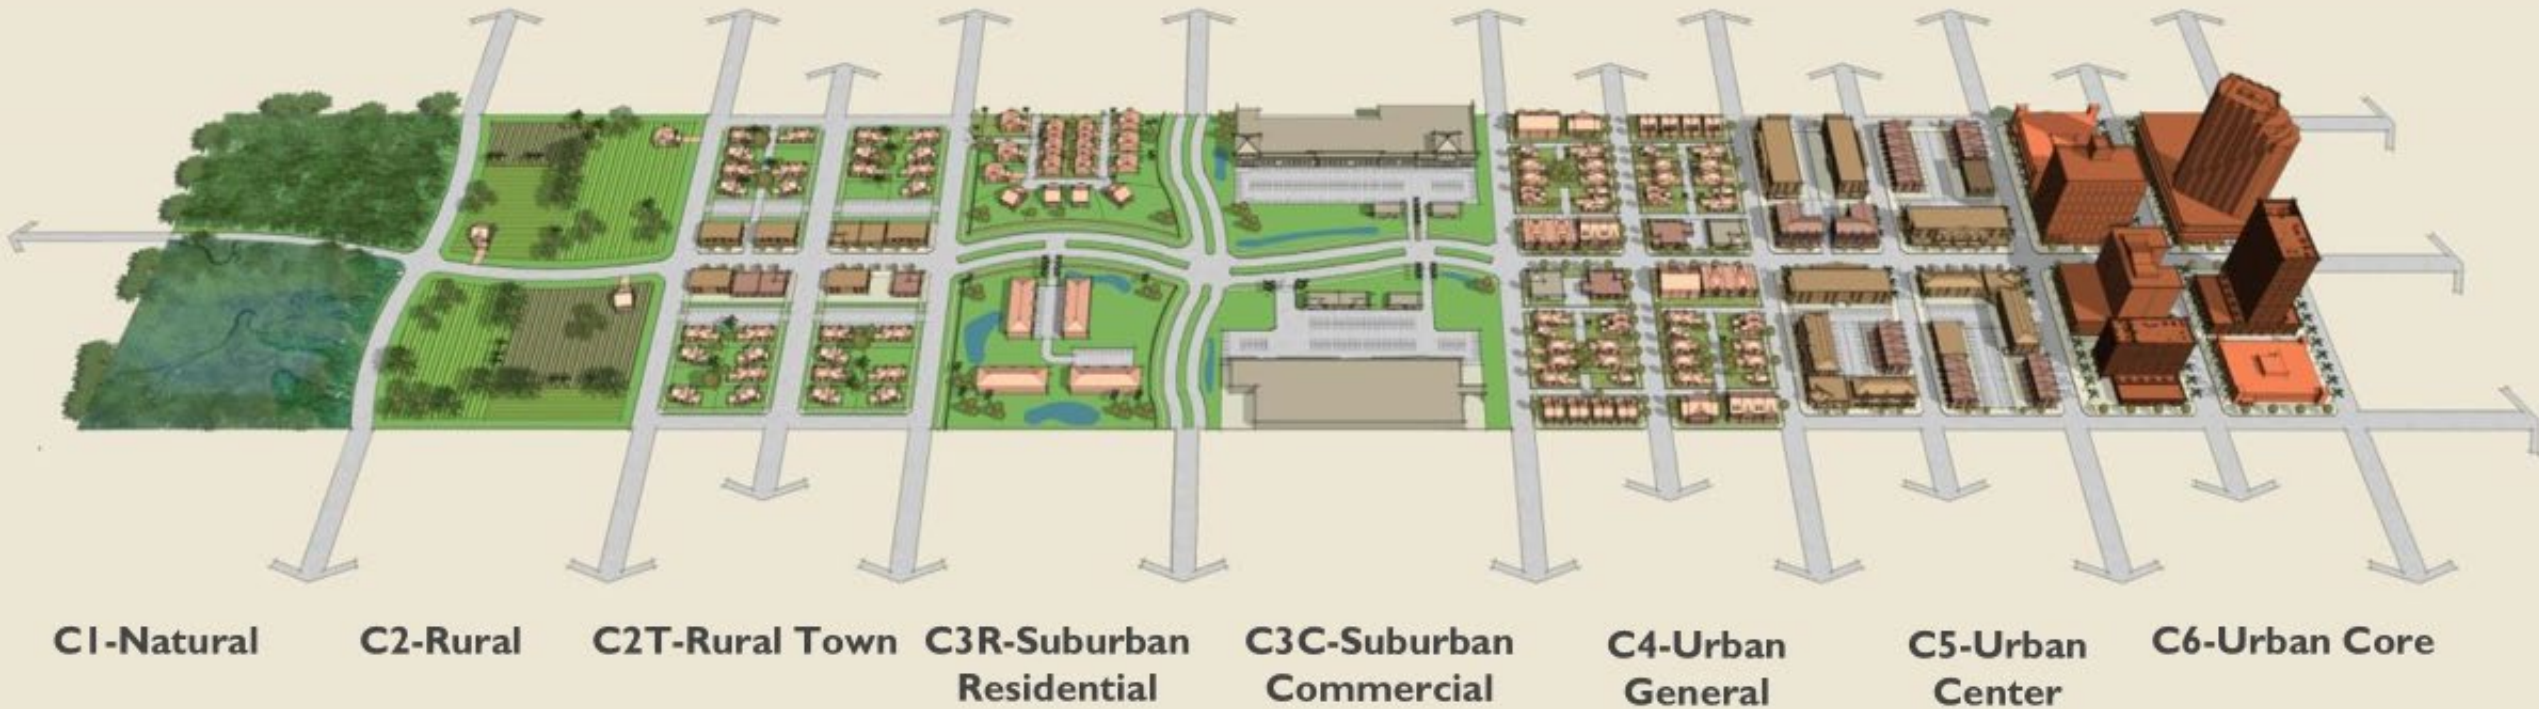 C1-Natural
C2-Rural
C2T-Rural Town
C3R-Suburban
Residential
C3C-Suburban
Commercial
C4-Urban
General
C5-Urban
Center
C6-Urban Core